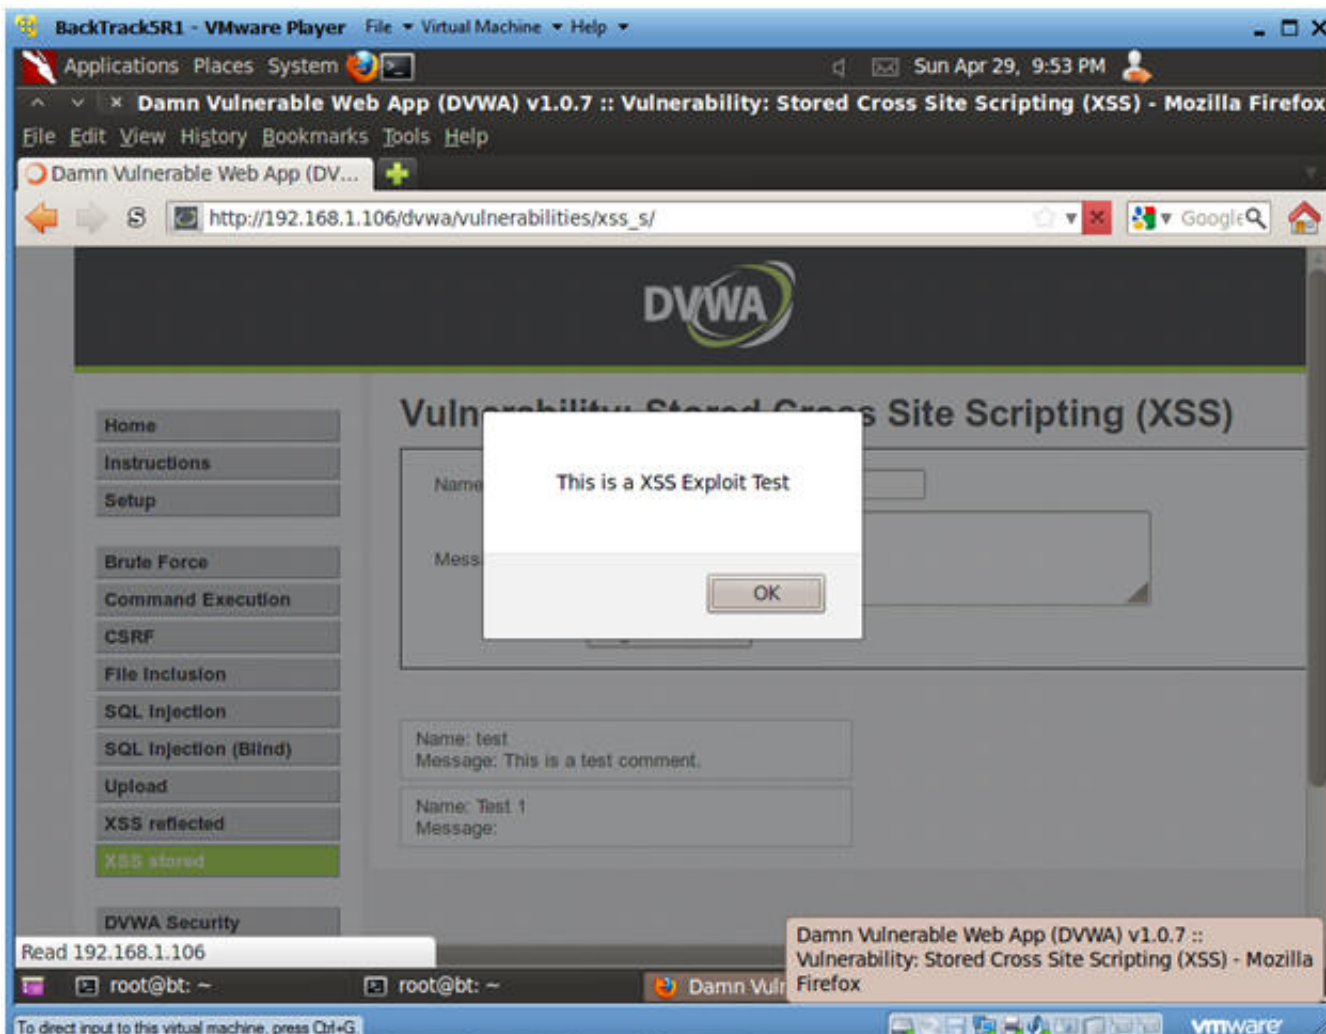 BackTrack5R1 - VMware Player File Virtual Machine Help
Applications Places System Sun Apr 29, 9:53 PM
Damn Vulnerable Web App (DVWA) v1.0.7 :: Vulnerability: Stored Cross Site Scripting (XSS) - Mozilla Firefox
File Edit View History Bookmarks Tools Help
Damn Vulnerable Web App (DV...
S http://192.168.1.106/dvwa/vulnerabilities/xss_s/ Google
DVWA
Home
Instructions
Setup
Brute Force
Command Execution
CSRF
File Inclusion
SQL Injection
SQL Injection (Blind)
Upload
XSS reflected
XSS stored
DVWA Security
Vuln Cross Site Scripting (XSS)
Name
Mess
This is a XSS Exploit Test
OK
Name: test
Message: This is a test comment.
Name: Test 1
Message:
Read 192.168.1.106
Damn Vulnerable Web App (DVWA) v1.0.7 ::
Vulnerability: Stored Cross Site Scripting (XSS) - Mozilla
Firefox
root@bt: ~ root@bt: ~ Damn Vuln
To direct input to this virtual machine, press Ctrl+G.
vmware